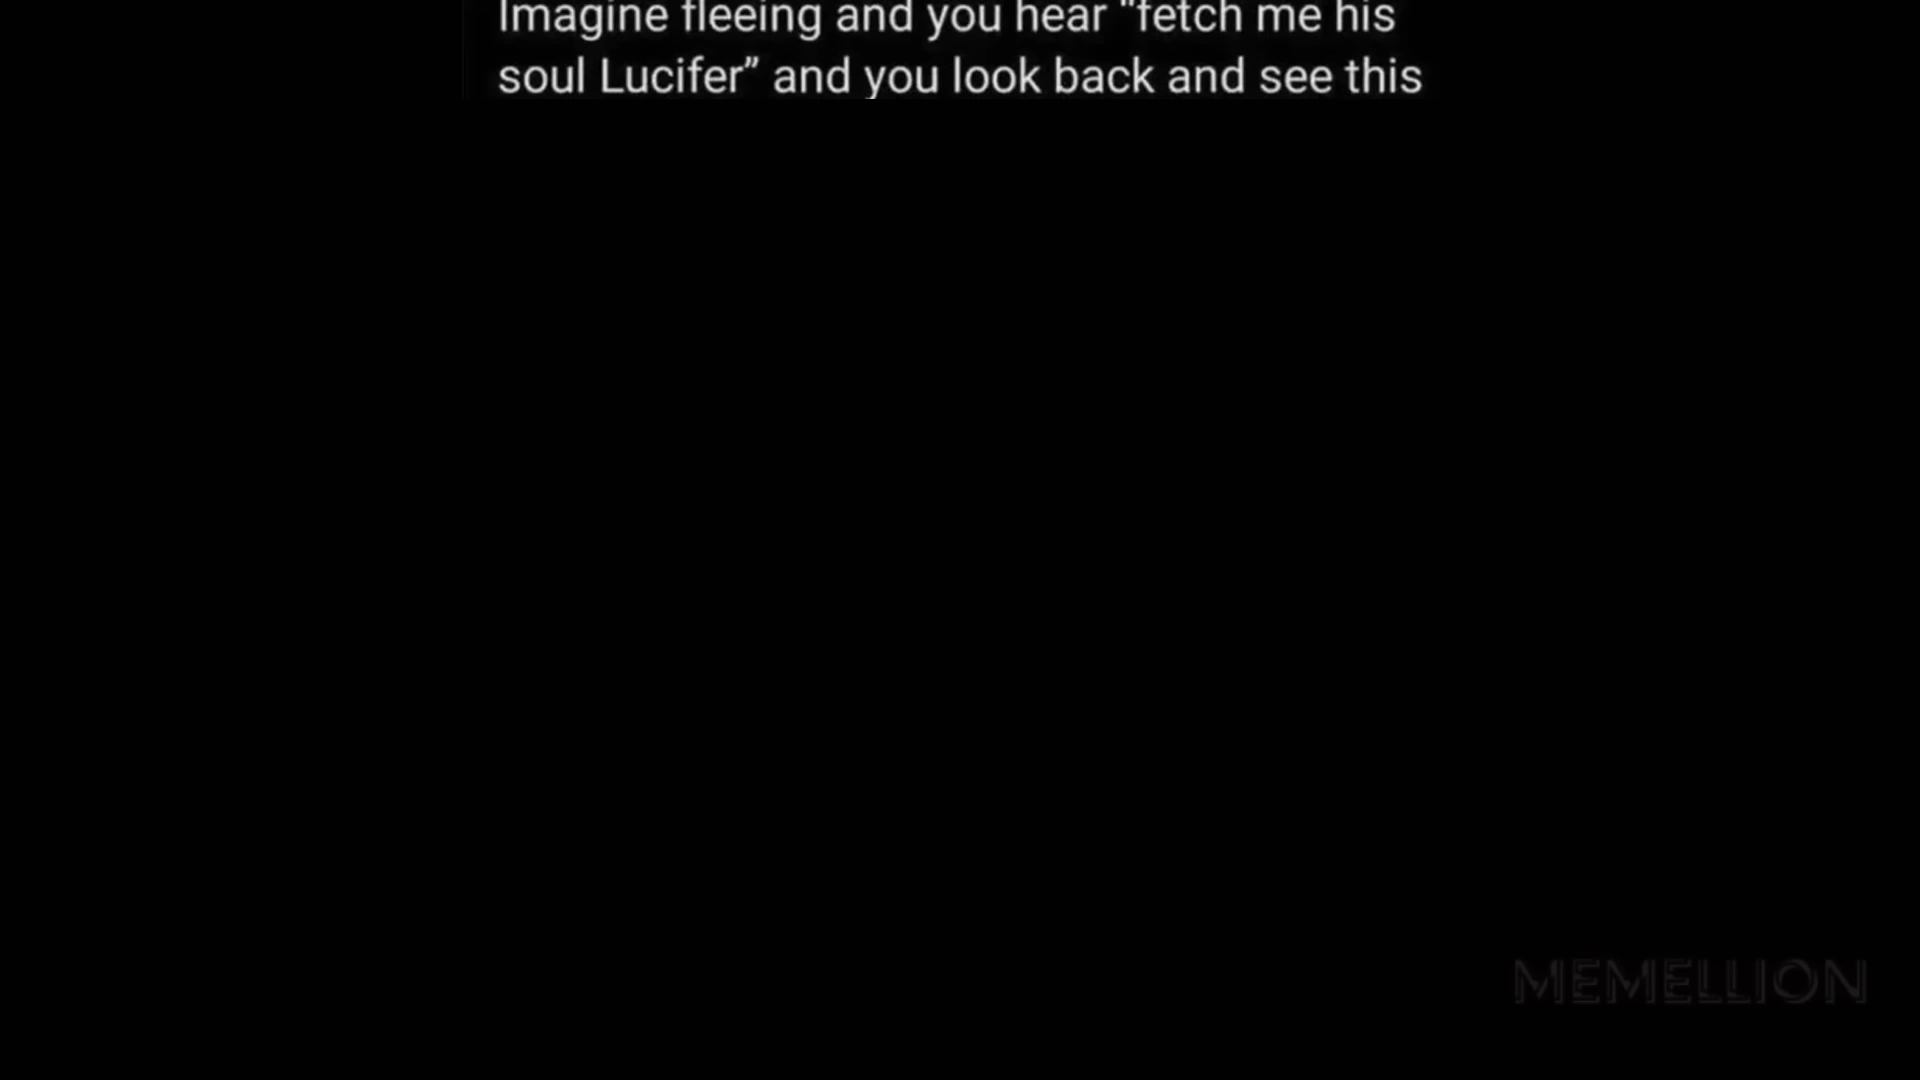 Imagine fleeing and you hear “fetch me his
soul Lucifer” and you look back and see this
MEMELLION